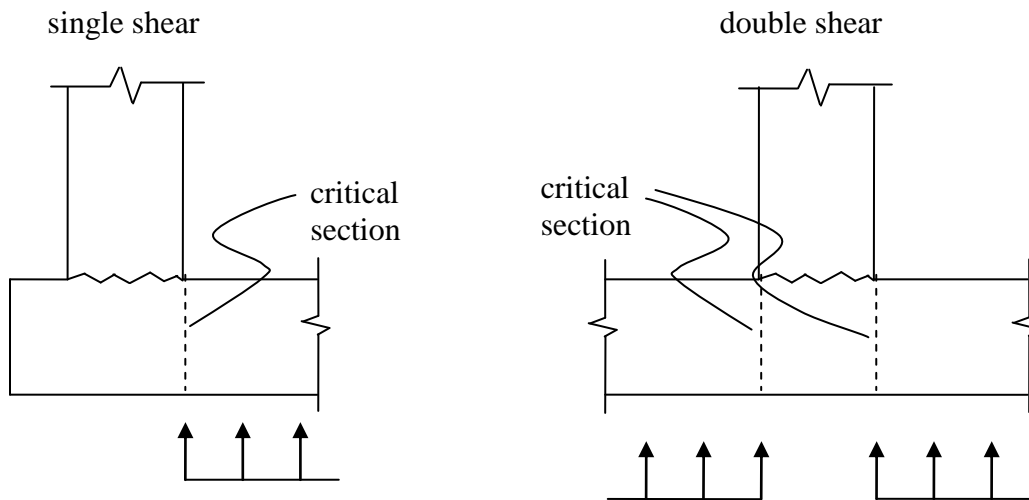 single shear
double shear
critical
section
critical
section